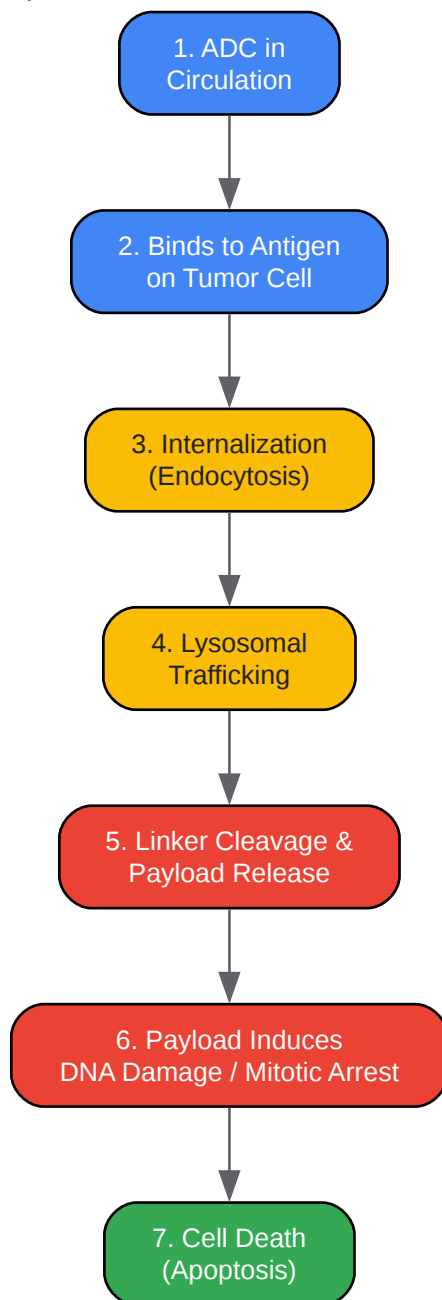 1. ADC in
Circulation
2. Binds to Antigen
on Tumor Cell
3. Internalization
(Endocytosis)
4. Lysosomal
Trafficking
5. Linker Cleavage &
Payload Release
6. Payload Induces
DNA Damage / Mitotic Arrest
7. Cell Death
(Apoptosis)